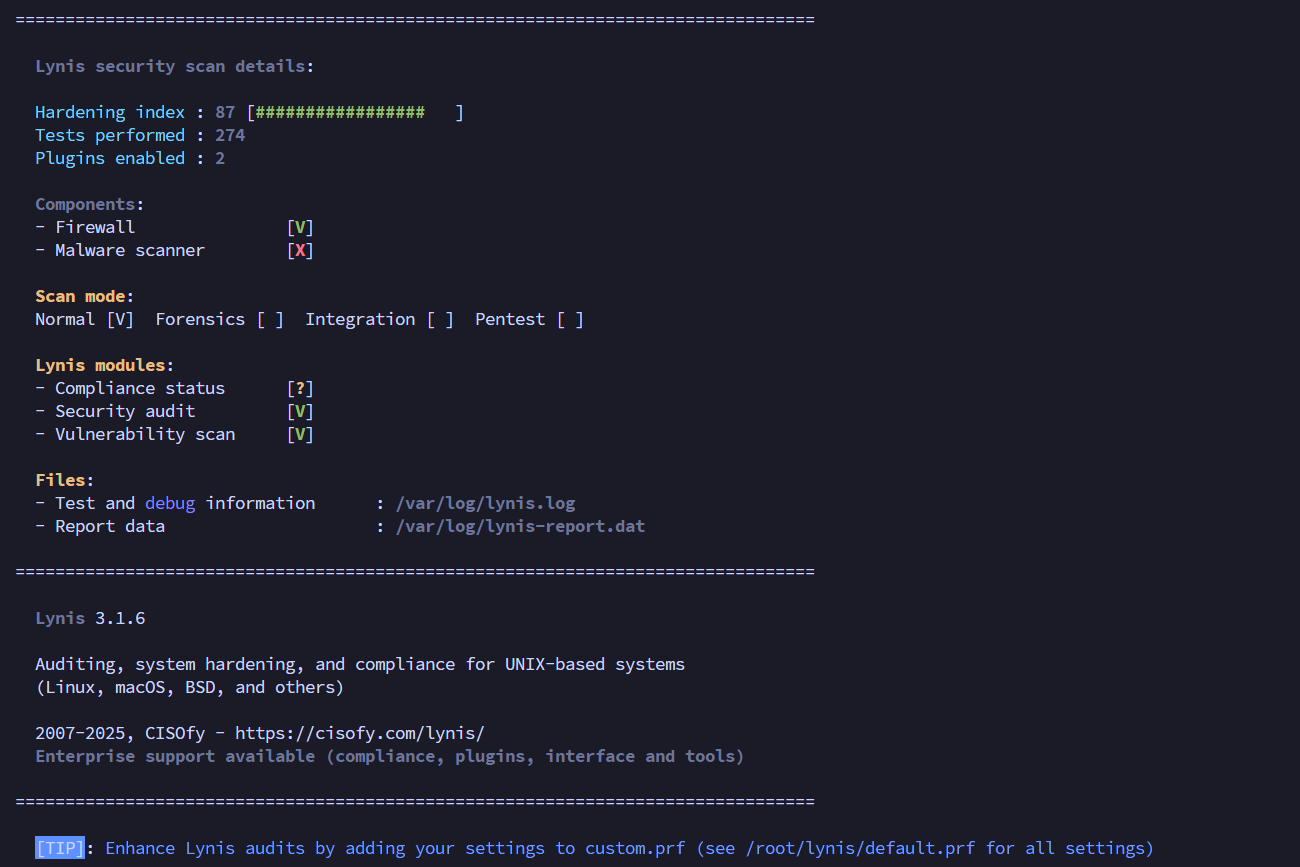 ================================================================================
Lynis security scan details:
Hardening index : 87 [#################   ]
Tests performed : 274
Plugins enabled : 2
Components:
- Firewall               [V]
- Malware scanner        [X]
Scan mode:
Normal [V]  Forensics [ ]  Integration [ ]  Pentest [ ]
Lynis modules:
- Compliance status      [?]
- Security audit         [V]
- Vulnerability scan     [V]
Files:
- Test and debug information      : /var/log/lynis.log
- Report data                     : /var/log/lynis-report.dat
================================================================================
Lynis 3.1.6
Auditing, system hardening, and compliance for UNIX-based systems
(Linux, macOS, BSD, and others)
2007-2025, CISOfy - https://cisofy.com/lynis/
Enterprise support available (compliance, plugins, interface and tools)
================================================================================
[TIP]: Enhance Lynis audits by adding your settings to custom.prf (see /root/lynis/default.prf for all settings)